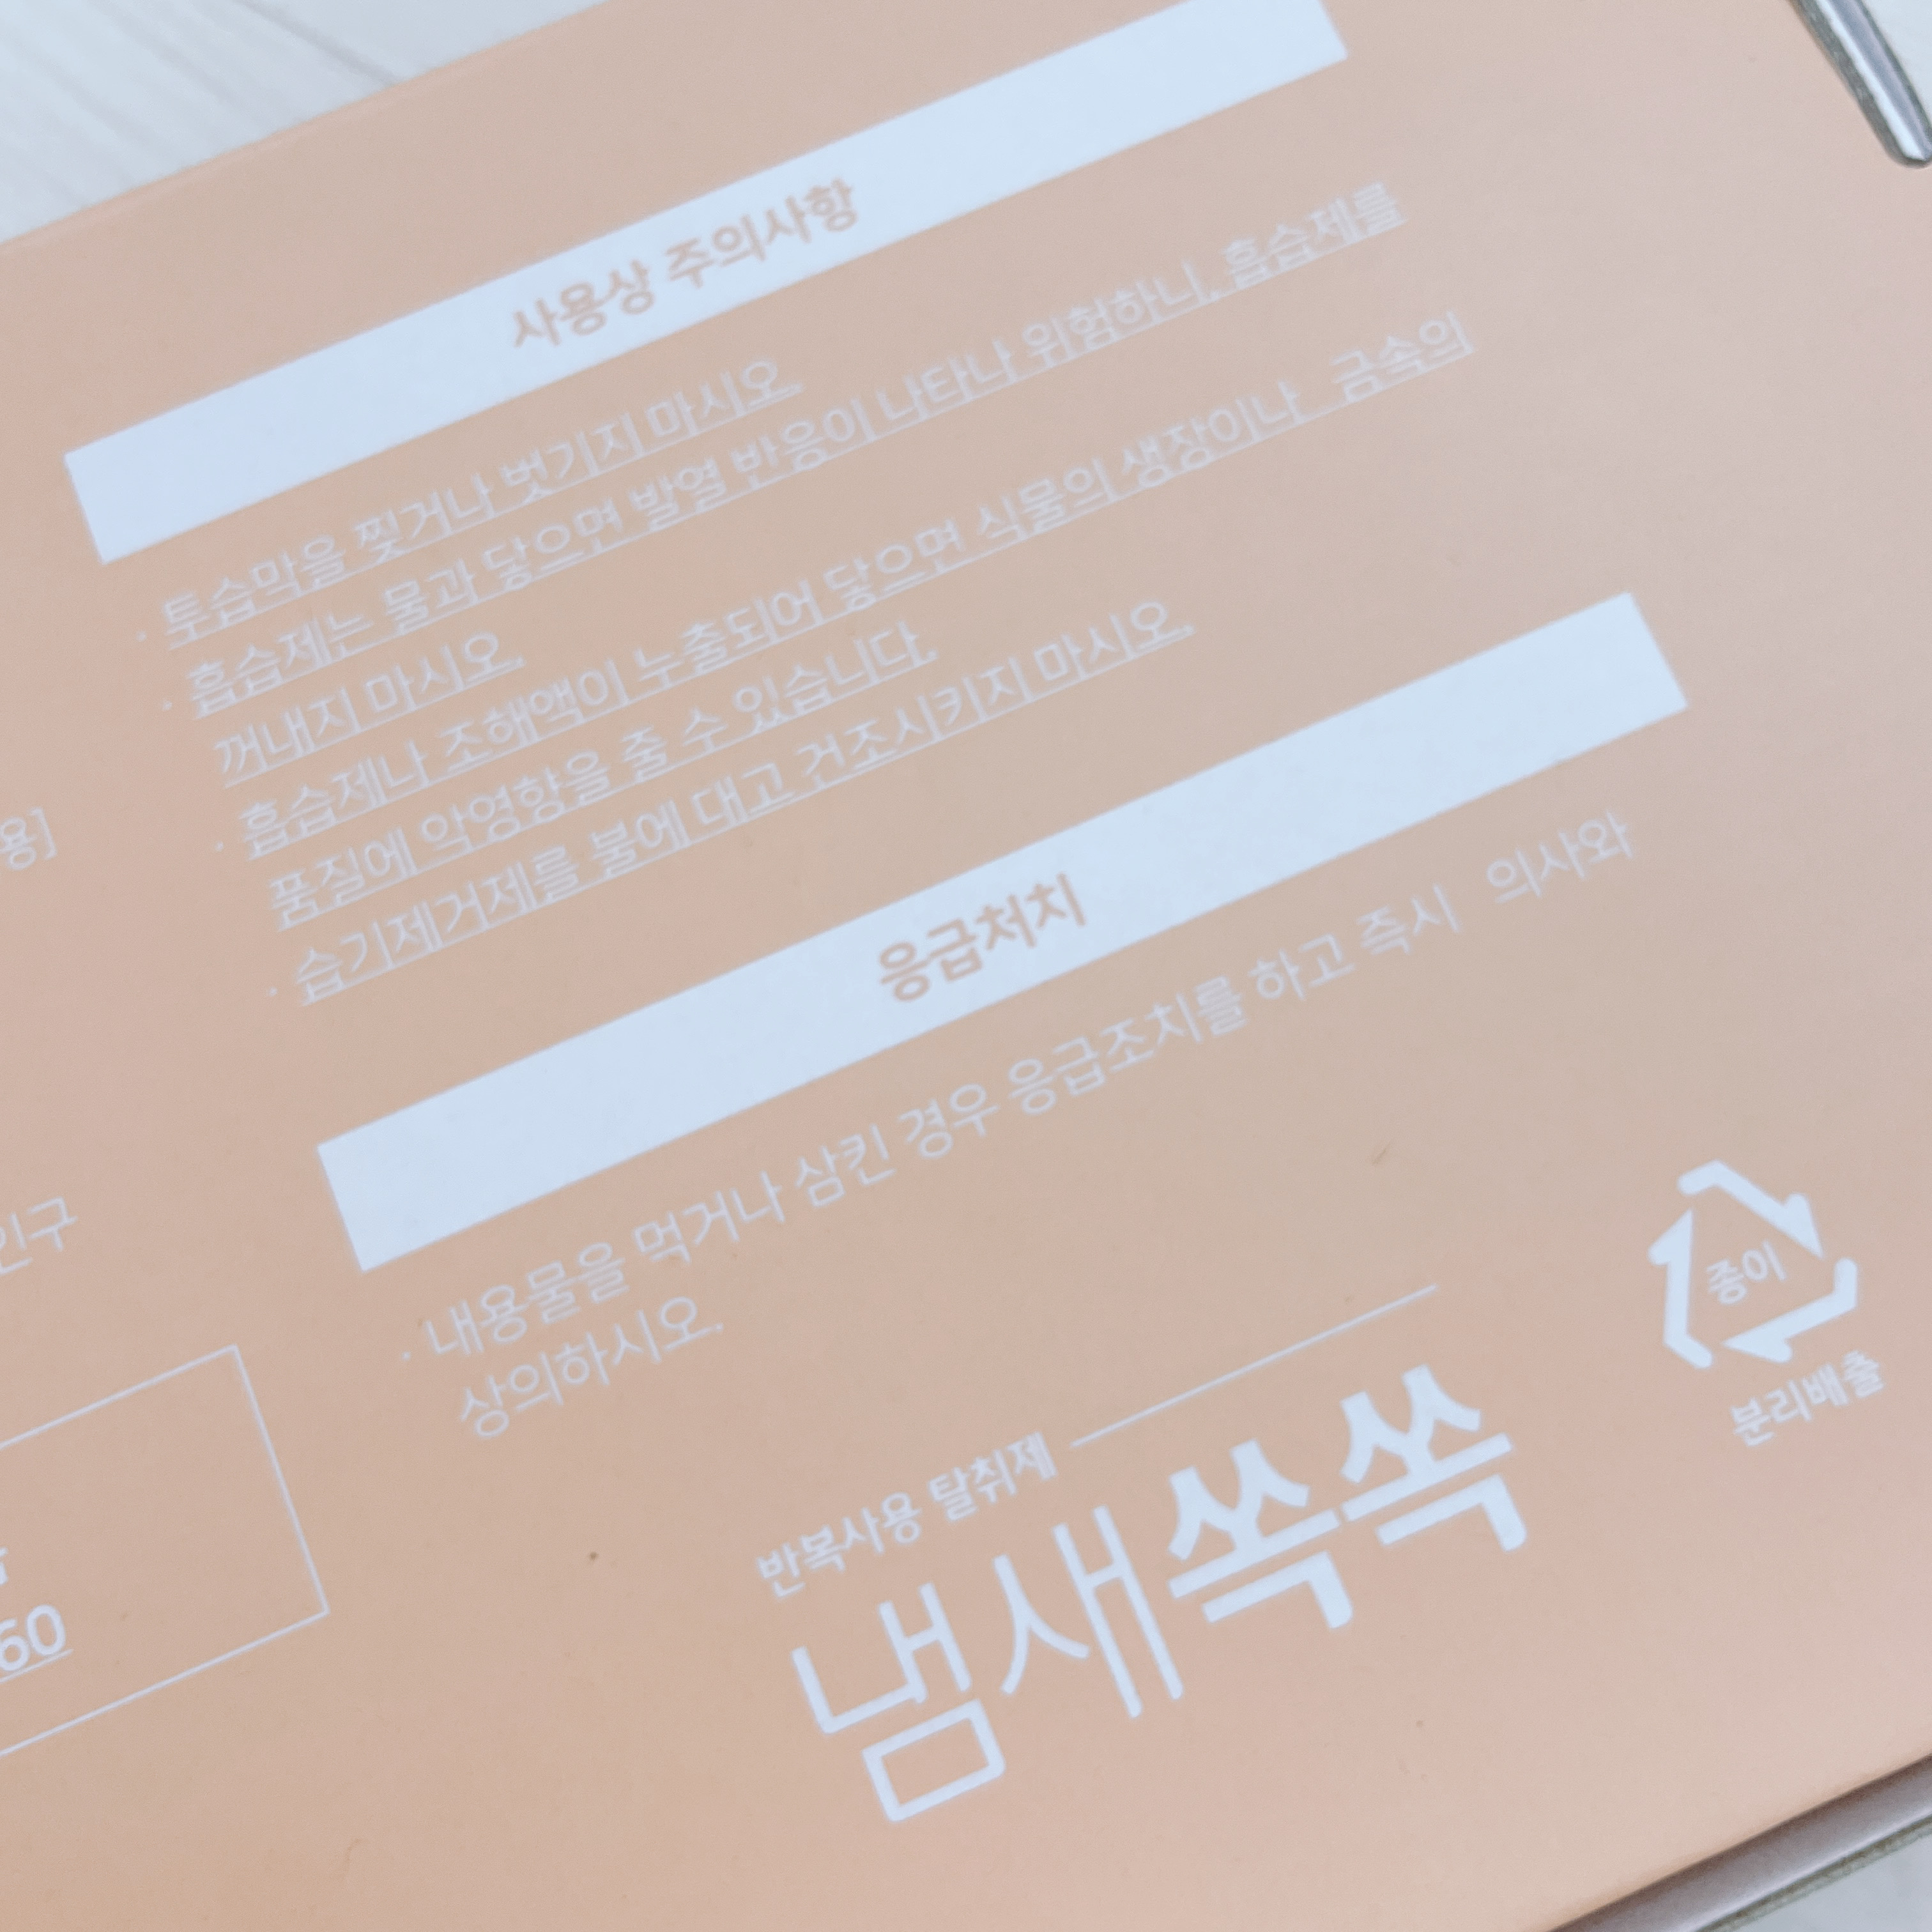 사용상 주의사항
· 투습막을 찢거나 벗기지 마시오.
· 흡습제는 물과 닿으면 발열 반응이 나타나 위험하니, 흡습제를
꺼내지 마시오.
· 흡습제나 조해액이 누출되어 닿으면 식물의 생장이나 금속의
품질에 악영향을 줄 수 있습니다.
· 습기제거제를 불에 대고 건조시키지 마시오.
응급처치
· 내용물을 먹거나 삼킨 경우 응급조치를 하고 즉시 의사와
상의하시오.
용]
인구
60
반복사용 탈취제
냄새쏙쏙
종이
분리배출